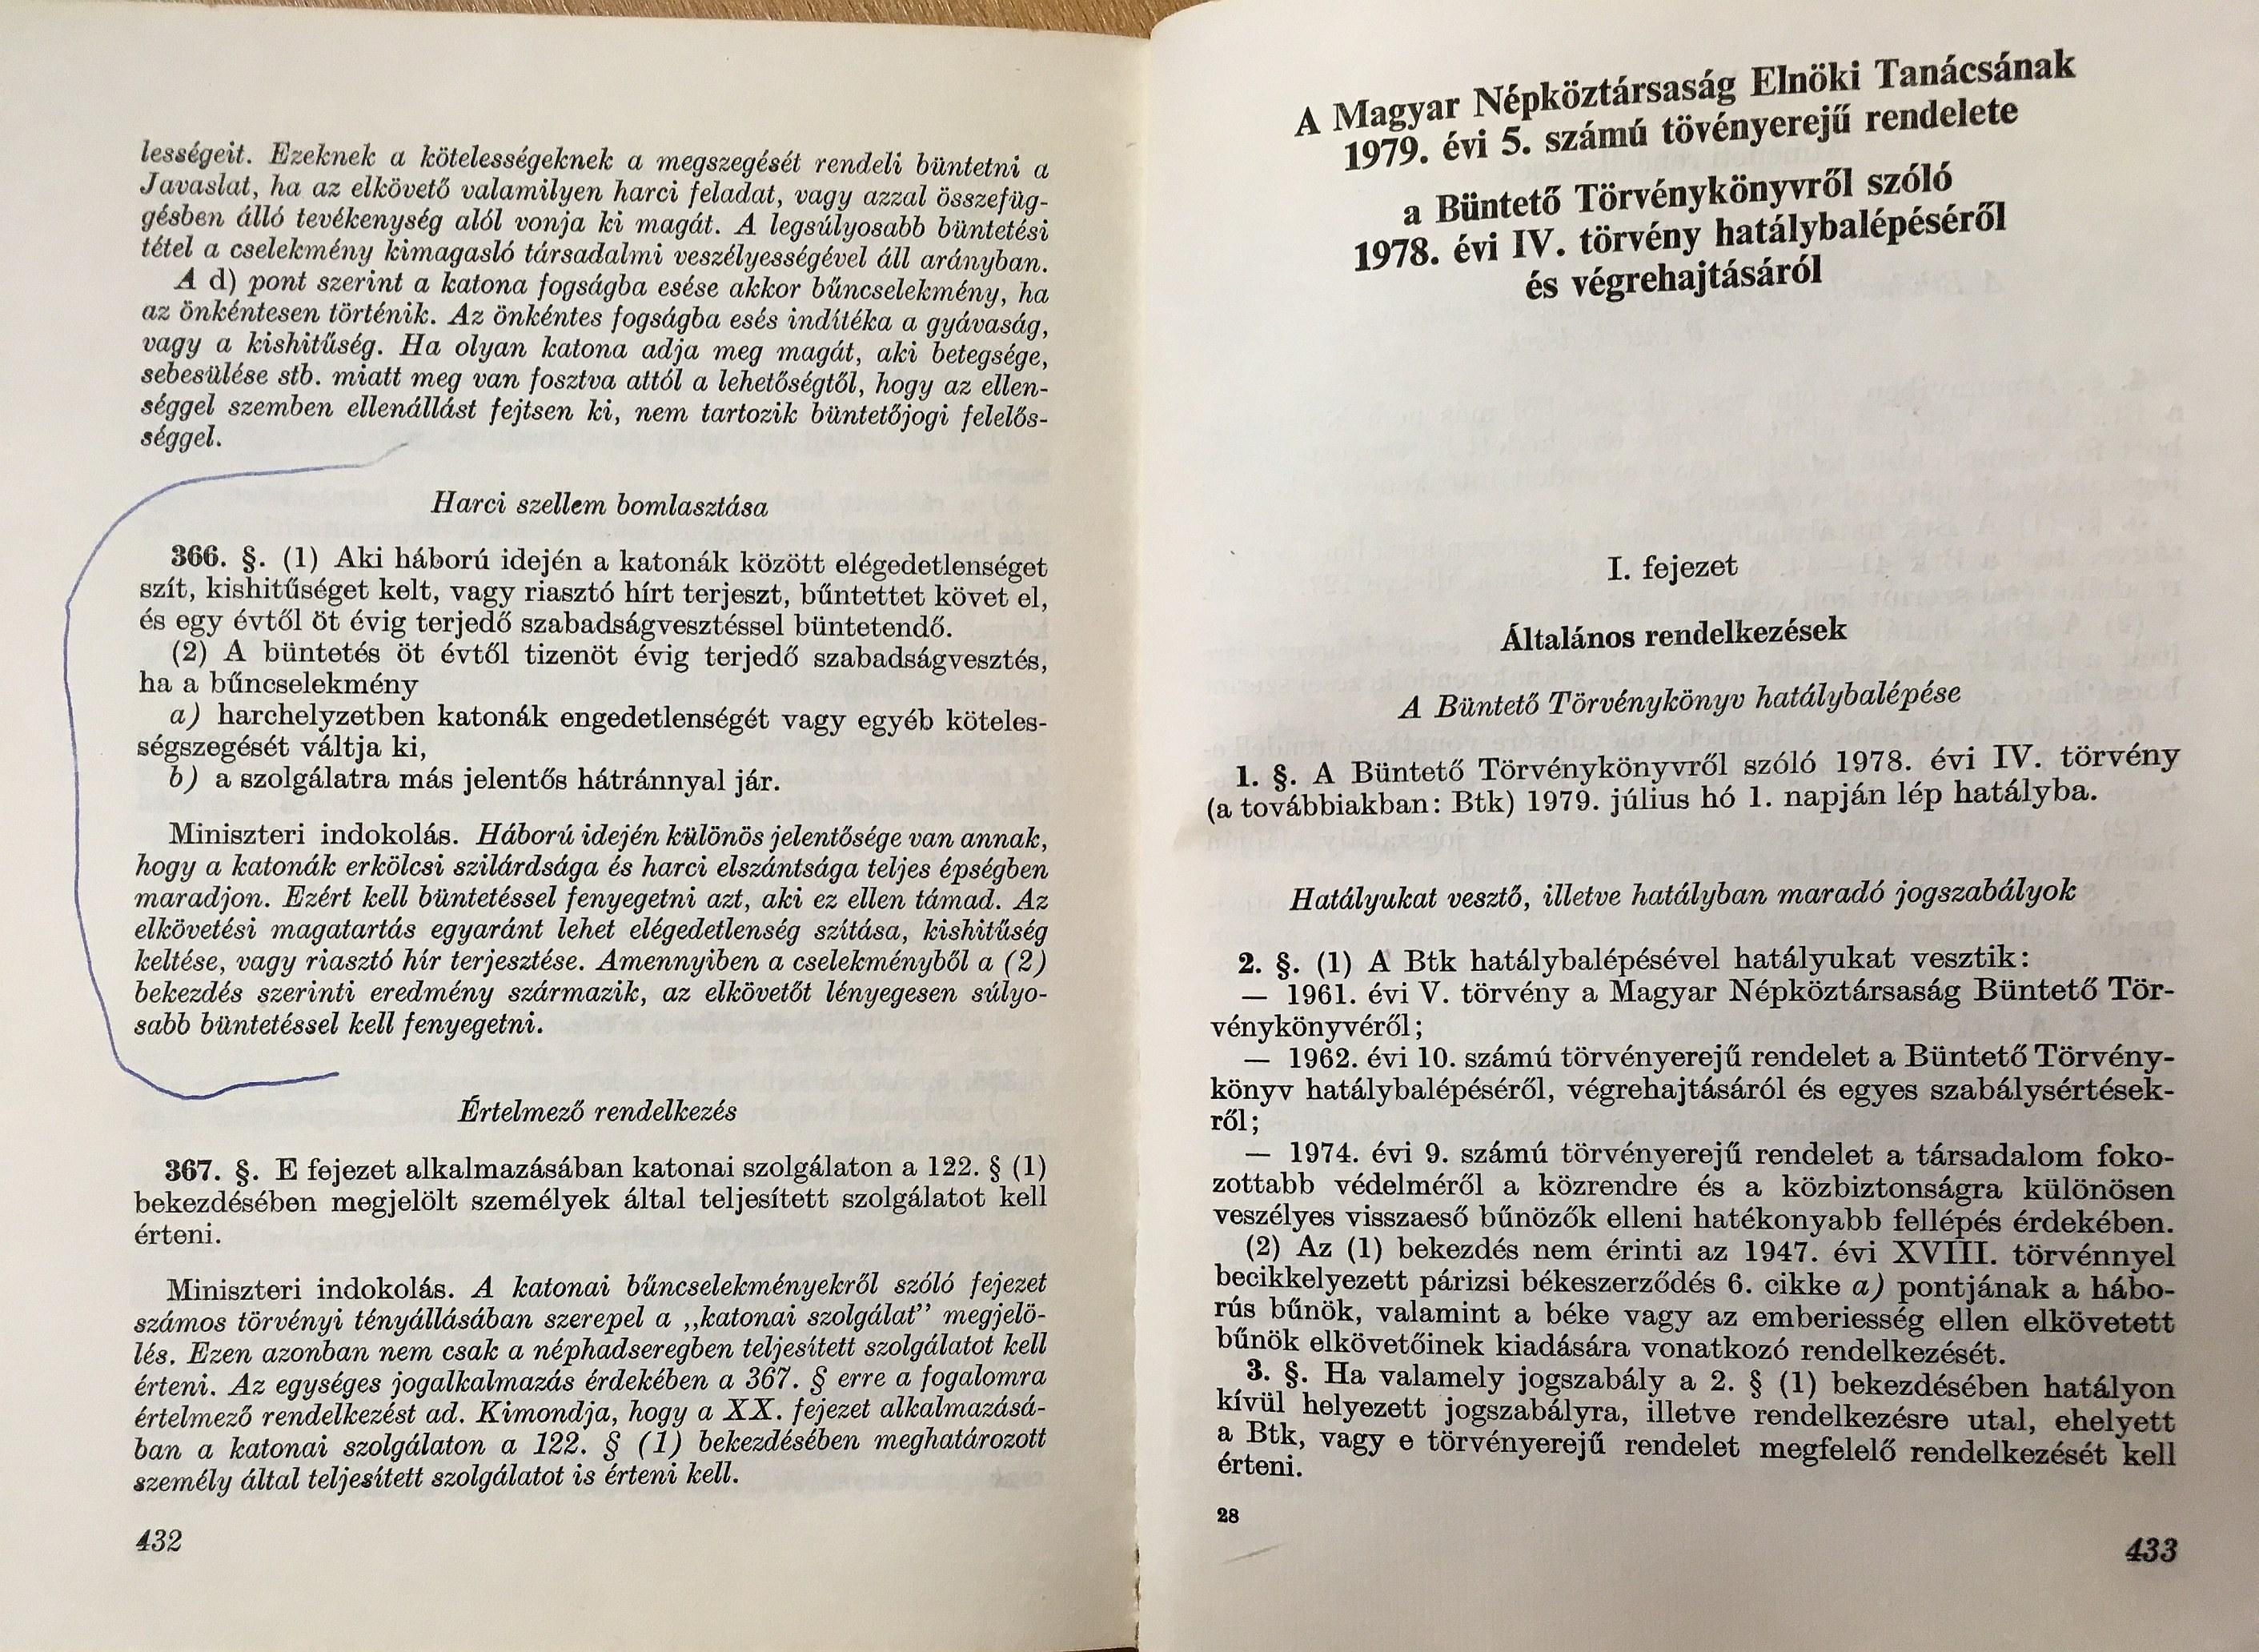 lességeit. Ezeknek a kötelességeknek a megszegését rendeli büntetni a
Javaslat, ha az elkövető valamilyen harci feladat, vagy azzal összefüg-
gésben álló tevékenység alól vonja ki magát. A legsúlyosabb büntetési
tétel a cselekmény kimagasló társadalmi veszélyességével áll arányban.
A d) pont szerint a katona fogságba esése akkor bűncselekmény, ha
az önkéntesen történik. Az önkéntes fogságba esés indítéka a gyávaság,
vagy a kishitűség. Ha olyan katona adja meg magát, aki betegsége,
sebesülése stb. miatt meg van fosztva attól a lehetőségtől, hogy az ellen-
séggel szemben ellenállást fejtsen ki, nem tartozik büntetőjogi felelős-
séggel.
Harci szellem bomlasztása
366. §. (1) Aki háború idején a katonák között elégedetlenséget
szít, kishitűséget kelt, vagy riasztó hírt terjeszt, bűntettet követ el,
és egy évtől öt évig terjedő szabadságvesztéssel büntetendő.
(2) A büntetés öt évtől tizenöt évig terjedő szabadságvesztés,
ha a bűncselekmény
a) harchelyzetben katonák engedetlenségét vagy egyéb köteles-
ségszegését váltja ki,
b) a szolgálatra más jelentős hátránnyal jár.
Miniszteri indokolás. Háború idején különös jelentősége van annak,
hogy a katonák erkölcsi szilárdsága és harci elszántsága teljes épségben
maradjon. Ezért kell büntetéssel fenyegetni azt, aki ez ellen támad. Az
elkövetési magatartás egyaránt lehet elégedetlenség szítása, kishitűség
keltése, vagy riasztó hír terjesztése. Amennyiben a cselekményből a (2)
bekezdés szerinti eredmény származik, az elkövetőt lényegesen súlyo-
sabb büntetéssel kell fenyegetni.
Értelmező rendelkezés
367. §. E fejezet alkalmazásában katonai szolgálaton a 122. § (1)
bekezdésében megjelölt személyek által teljesített szolgálatot kell
érteni.
Miniszteri indokolás. A katonai bűncselekményekről szóló fejezet
számos törvényi tényállásában szerepel a „katonai szolgálat” megjelö-
lés. Ezen azonban nem csak a néphadseregben teljesített szolgálatot kell
érteni. Az egységes jogalkalmazás érdekében a 367. § erre a fogalomra
értelmező rendelkezést ad. Kimondja, hogy a XX. fejezet alkalmazásá-
ban a katonai szolgálaton a 122. § (1) bekezdésében meghatározott
személy által teljesített szolgálatot is érteni kell.
432
A Magyar Népköztársaság Elnöki Tanácsának
1979. évi 5. számú tövényerejű rendelete
a Büntető Törvénykönyvről szóló
1978. évi IV. törvény hatálybalépéséről
és végrehajtásáról
I. fejezet
Általános rendelkezések
A Büntető Törvénykönyv hatálybalépése
1. §. A Büntető Törvénykönyvről szóló 1978. évi IV. törvény
(a továbbiakban: Btk) 1979. július hó 1. napján lép hatályba.
Hatályukat vesztő, illetve hatályban maradó jogszabályok
2. §. (1) A Btk hatálybalépésével hatályukat vesztik:
— 1961. évi V. törvény a Magyar Népköztársaság Büntető Tör-
vénykönyvéről;
— 1962. évi 10. számú törvényerejű rendelet a Büntető Törvény-
könyv hatálybalépéséről, végrehajtásáról és egyes szabálysértések-
ről;
— 1974. évi 9. számú törvényerejű rendelet a társadalom foko-
zottabb védelméről a közrendre és a közbiztonságra különösen
veszélyes visszaeső bűnözők elleni hatékonyabb fellépés érdekében.
(2) Az (1) bekezdés nem érinti az 1947. évi XVIII. törvénnyel
becikkelyezett párizsi békeszerződés 6. cikke a) pontjának a hábo-
rús bűnök, valamint a béke vagy az emberiesség ellen elkövetett
bűnök elkövetőinek kiadására vonatkozó rendelkezését.
3. §. Ha valamely jogszabály a 2. § (1) bekezdésében hatályon
kívül helyezett jogszabályra, illetve rendelkezésre utal, ehelyett
a Btk, vagy e törvényerejű rendelet megfelelő rendelkezését kell
érteni.
28
433